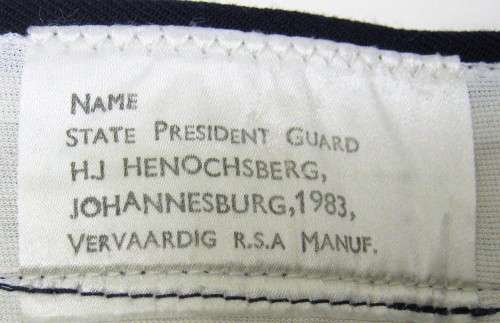 NAME
STATE PRESIDENT GUARD
H.J HENOCHSBERG,
JOHANNESBURG,1983,
VERVAARDIG R.S.A MANUF.